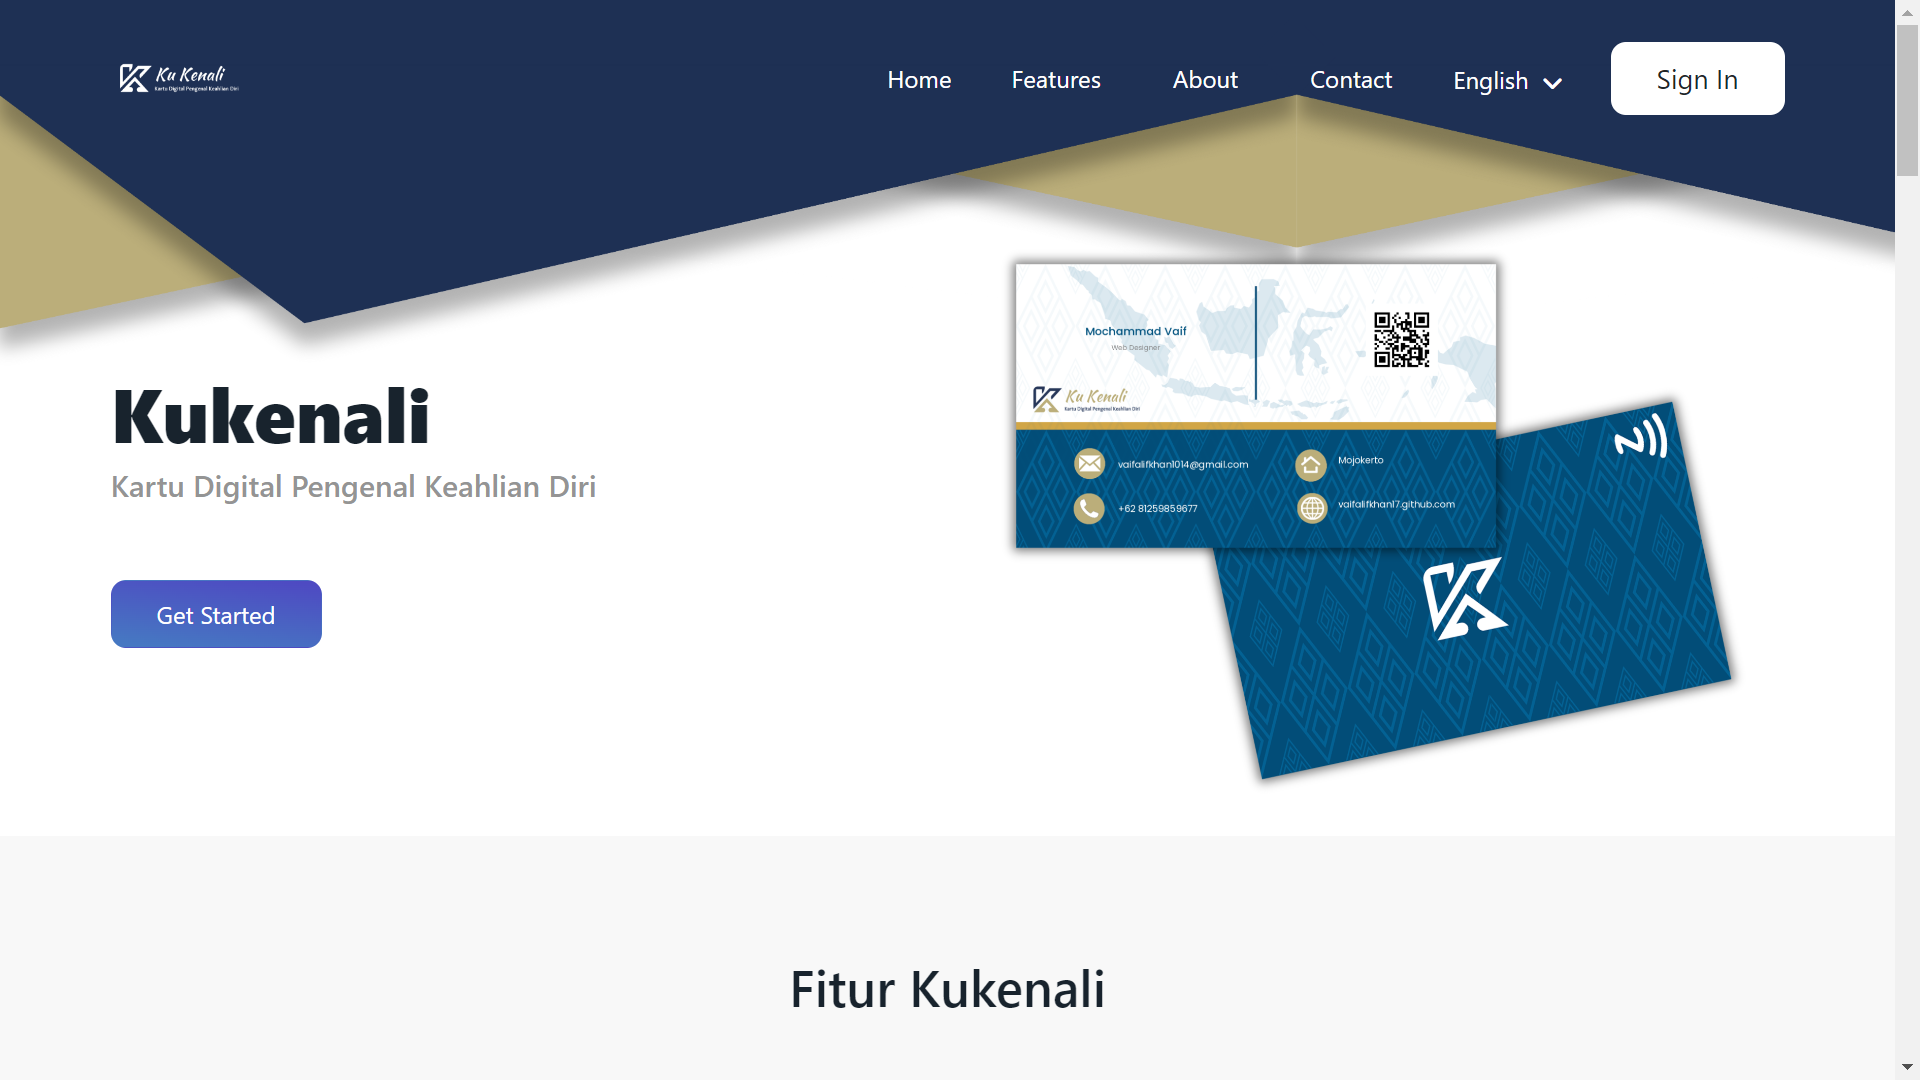 Ku Kenali
Kartu Digital Pengenal Keahlian Diri
Home
Features
About
Contact
English
Sign In
Kukenali
Kartu Digital Pengenal Keahlian Diri
Get Started
Mochammad Vaif
Web Designer
Ku Kenali
Kartu Digital Pengenal Keahlian Diri
vaifalifkhan1014@gmail.com
Mojokerto
+62 81259859677
vaifalifkhan17.github.com
Fitur Kukenali